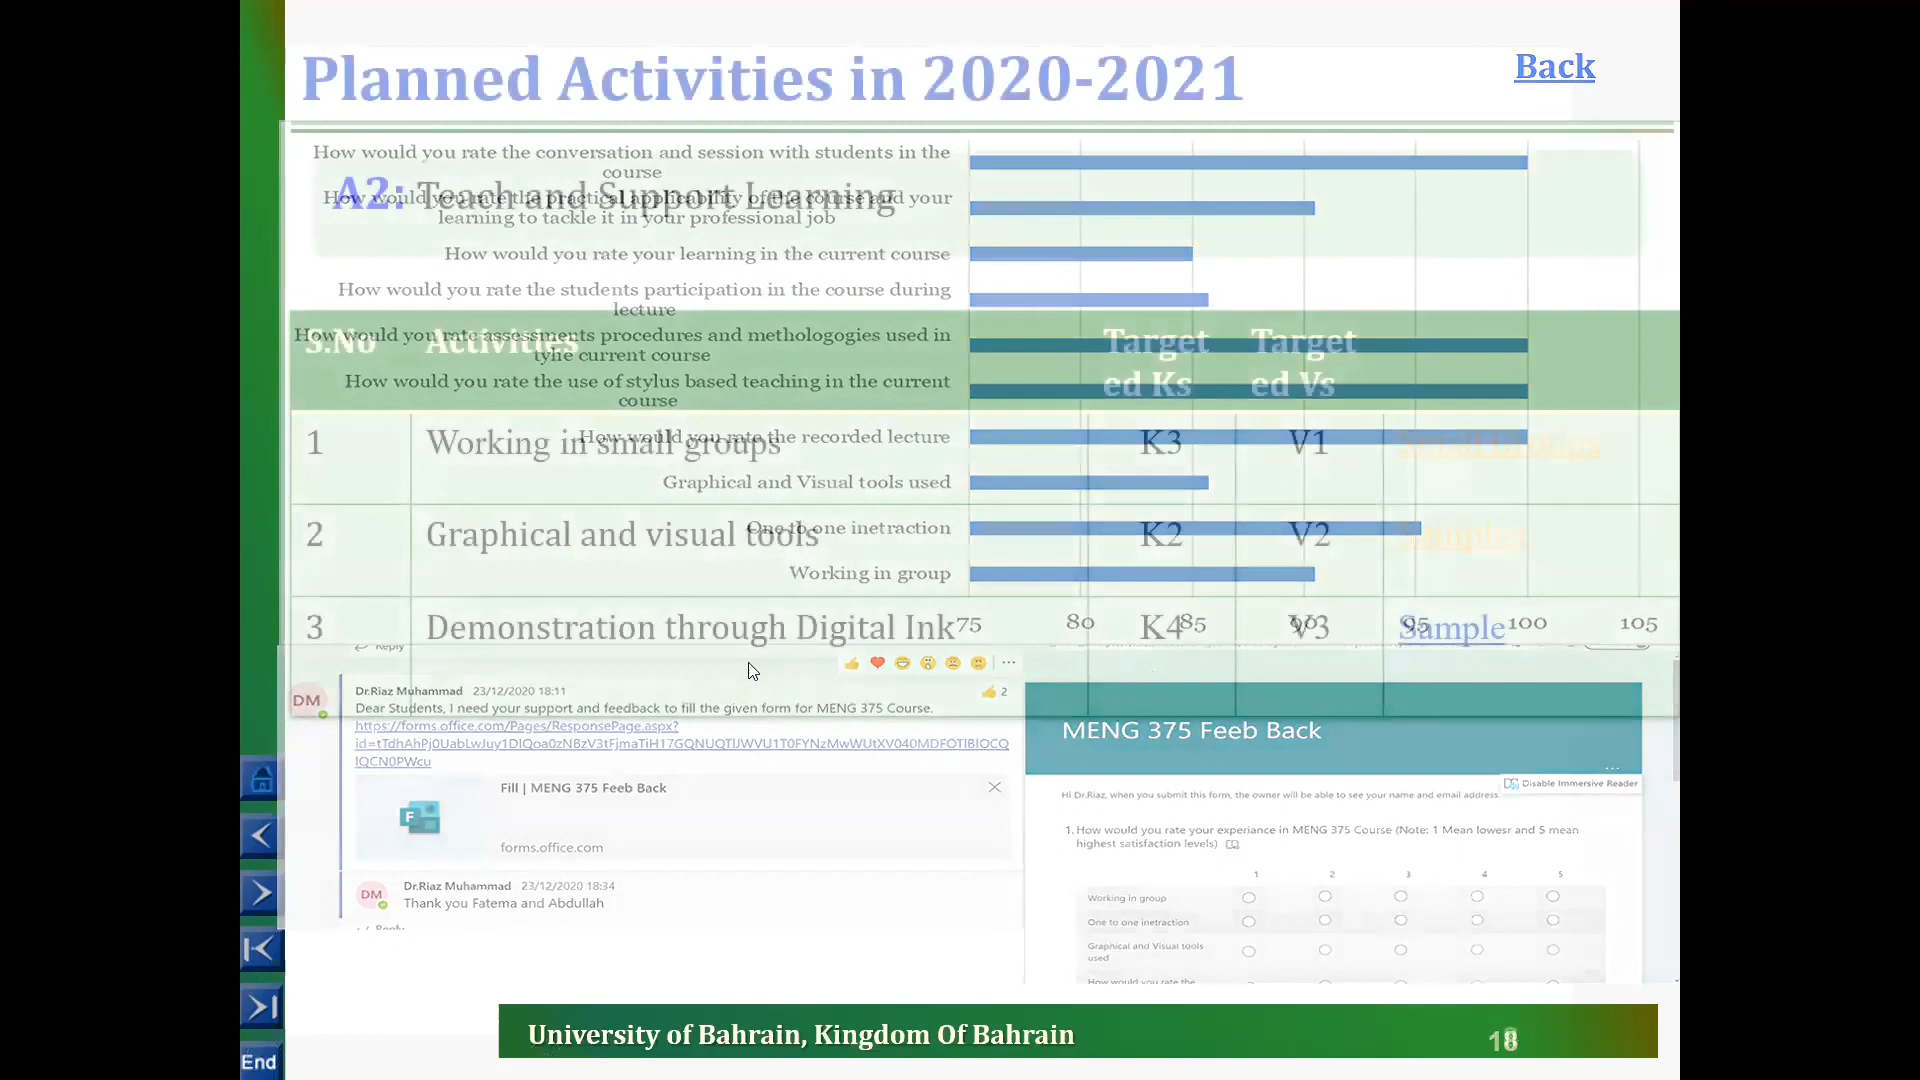 Planned Activities in 2020-2021
Back
How would you rate the conversation and session with students in the
course
A2: Teach and Support Learning
How would you rate the practical applicability of the course and your
learning to tackle it in your professional job
How would you rate your learning in the current course
How would you rate the students participation in the course during
lecture
How would you rate assessments procedures and methologogies used in
tyhe current course
How would you rate the use of stylus based teaching in the current
course
S.No Activities Target Target
ed Ks ed Vs
How would you rate the recorded lecture
1 Working in small groups K3 V1 Small Groups
Graphical and Visual tools used
One to one inetraction
2 Graphical and visual tools K2 V2 Samples
Working in group
75 80 85 90 95 100 105
3 Demonstration through Digital Ink K4 V3 Sample
Reply
DM
Dr.Riaz Muhammad 23/12/2020 18:11
2
Dear Students, I need your support and feedback to fill the given form for MENG 375 Course.
https://forms.office.com/Pages/ResponsePage.aspx?
id=tTdhAhPj0UabLwJuy1DlQoa0zNBzV3tFjmaTiH17GQNUQTlJWVU1T0FYNzMwWUtXV040MDFOTlBIOCQ
lQCN0PWcu
Fill | MENG 375 Feeb Back
forms.office.com
DM
Dr.Riaz Muhammad 23/12/2020 18:34
Thank you Fatema and Abdullah
Reply
MENG 375 Feeb Back
Disable Immersive Reader
Hi Dr.Riaz, when you submit this form, the owner will be able to see your name and email address.
1. How would you rate your experiance in MENG 375 Course (Note: 1 Mean lowesr and 5 mean
highest satisfaction levels)
1 2 3 4 5
Working in group
One to one inetraction
Graphical and Visual tools
used
How would you rate the
End
University of Bahrain, Kingdom Of Bahrain